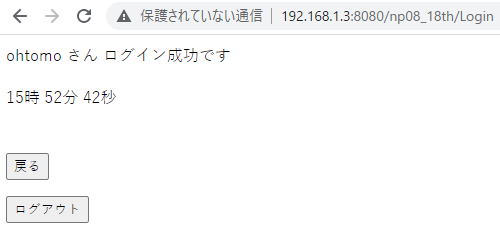 保護されていない通信 | 192.168.1.3:8080/np08_18th/Login
ohtomo さん ログイン成功です
15時 52分 42秒
戻る
ログアウト